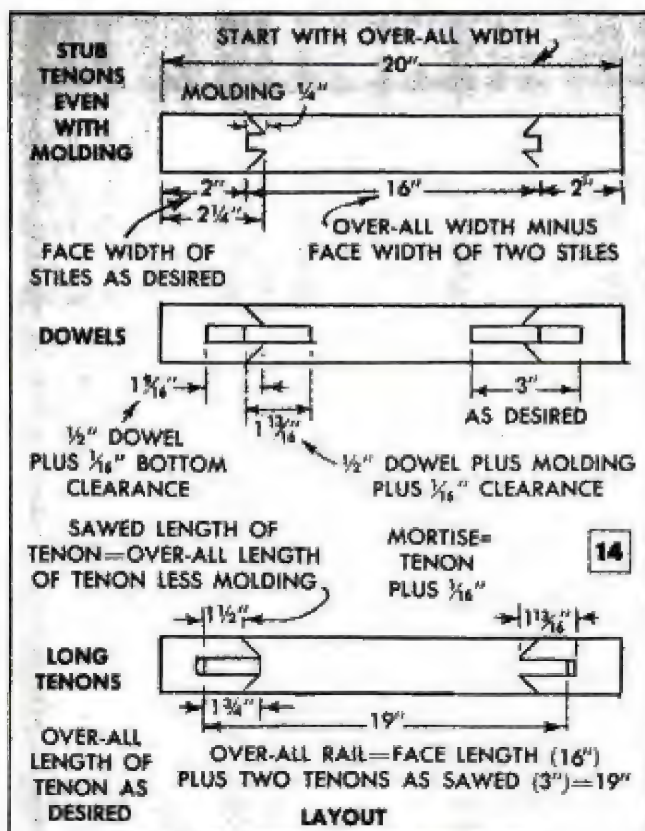 STUB
TENONS
EVEN
WITH
MOLDING
START WITH OVER-ALL WIDTH
20"
MOLDING ¼"
2"
16"
2"
2¼"
FACE WIDTH OF
STILES AS DESIRED
OVER-ALL WIDTH MINUS
FACE WIDTH OF TWO STILES
DOWELS
1 9/16"
1 13/16"
3"
AS DESIRED
½" DOWEL
PLUS 1/16" BOTTOM
CLEARANCE
½" DOWEL PLUS MOLDING
PLUS 1/16" CLEARANCE
SAWED LENGTH OF
TENON=OVER-ALL LENGTH
OF TENON LESS MOLDING
MORTISE=
TENON
PLUS 1/16"
14
LONG
TENONS
1½"
1 13/16"
1¾"
19"
OVER-ALL
LENGTH OF
TENON AS
DESIRED
OVER-ALL RAIL=FACE LENGTH (16")
PLUS TWO TENONS AS SAWED (3")=19"
LAYOUT